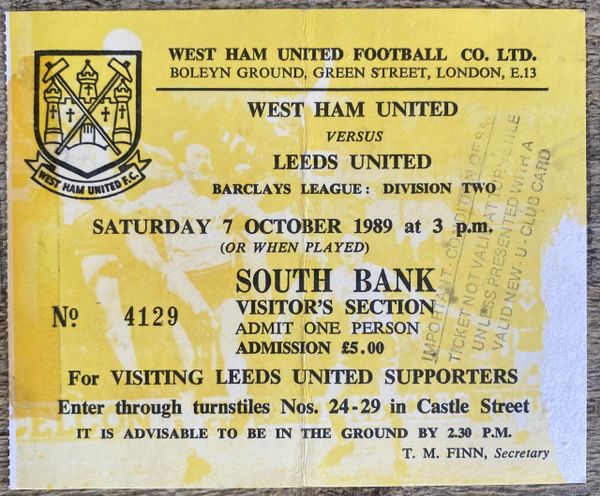 WEST HAM UNITED FOOTBALL CO. LTD.
BOLEYN GROUND, GREEN STREET, LONDON, E.13
WEST HAM UNITED F.C.
WEST HAM UNITED
VERSUS
LEEDS UNITED
BARCLAYS LEAGUE: DIVISION TWO
SATURDAY 7 OCTOBER 1989 at 3 p.m.
(OR WHEN PLAYED)
SOUTH BANK
VISITOR'S SECTION
No 4129
ADMIT ONE PERSON
ADMISSION £5.00
For VISITING LEEDS UNITED SUPPORTERS
Enter through turnstiles Nos. 24-29 in Castle Street
IT IS ADVISABLE TO BE IN THE GROUND BY 2.30 P.M.
T. M. FINN, Secretary
IMPORTANT CONDITION OF SA
TICKET NOT VALID AT TURNSTILE
UNLESS PRESENTED WITH A
VALID NEW U-CLUB CARD